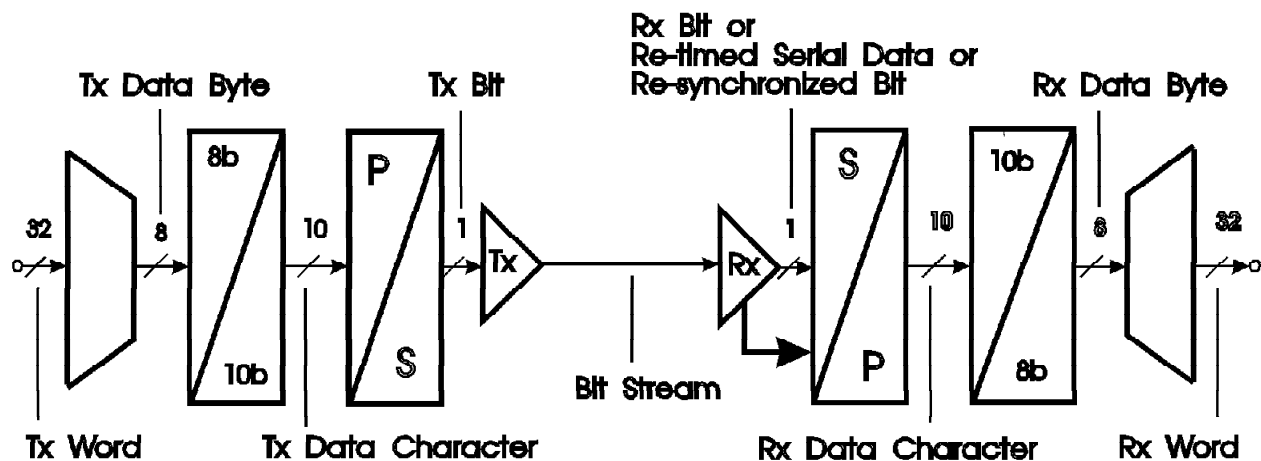 Rx Bit or
Re-timed Serial Data or
Re-synchronized Bit
Tx Data Byte
Tx Bit
Rx Data Byte
8b
P
S
10b
32
8
10
1
Tx
Rx
1
10
8
32
10b
S
P
8b
Bit Stream
Tx Word
Tx Data Character
Rx Data Character
Rx Word